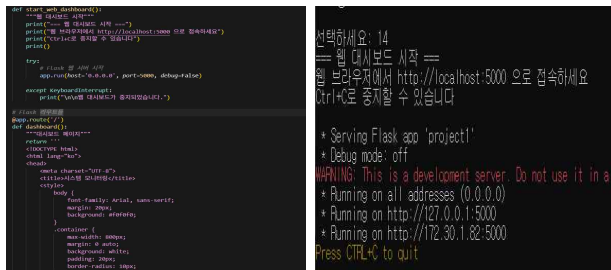 def start_web_dashboard():
"""웹 대시보드 시작"""
print("=== 웹 대시보드 시작 ===")
print("웹 브라우저에서 http://localhost:5000 으로 접속하세요")
print("Ctrl+C로 중지할 수 있습니다")
print()
try:
# Flask 웹 서버 시작
app.run(host='0.0.0.0', port=5000, debug=False)
except KeyboardInterrupt:
print("\n\n웹 대시보드가 중지되었습니다.")
# Flask
@app.route('/')
def dashboard():
"""대시보드 페이지"""
return '''
<!DOCTYPE html>
<html lang="ko">
<head>
<meta charset="UTF-8">
<title>시스템 모니터링</title>
<style>
body {
font-family: Arial, sans-serif;
margin: 20px;
background: #f0f0f0;
}
.container {
max-width: 800px;
margin: 0 auto;
background: white;
padding: 20px;
border-radius: 10px;
선택하세요: 14
=== 웹 대시보드 시작 ===
웹 브라우저에서 http://localhost:5000 으로 접속하세요
Ctrl+C로 중지할 수 있습니다
* Serving Flask app 'project1'
* Debug mode: off
WARNING: This is a development server. Do not use it in a
* Running on all addresses (0.0.0.0)
* Running on http://127.0.0.1:5000
* Running on http://172.30.1.82:5000
Press CTRL+C to quit